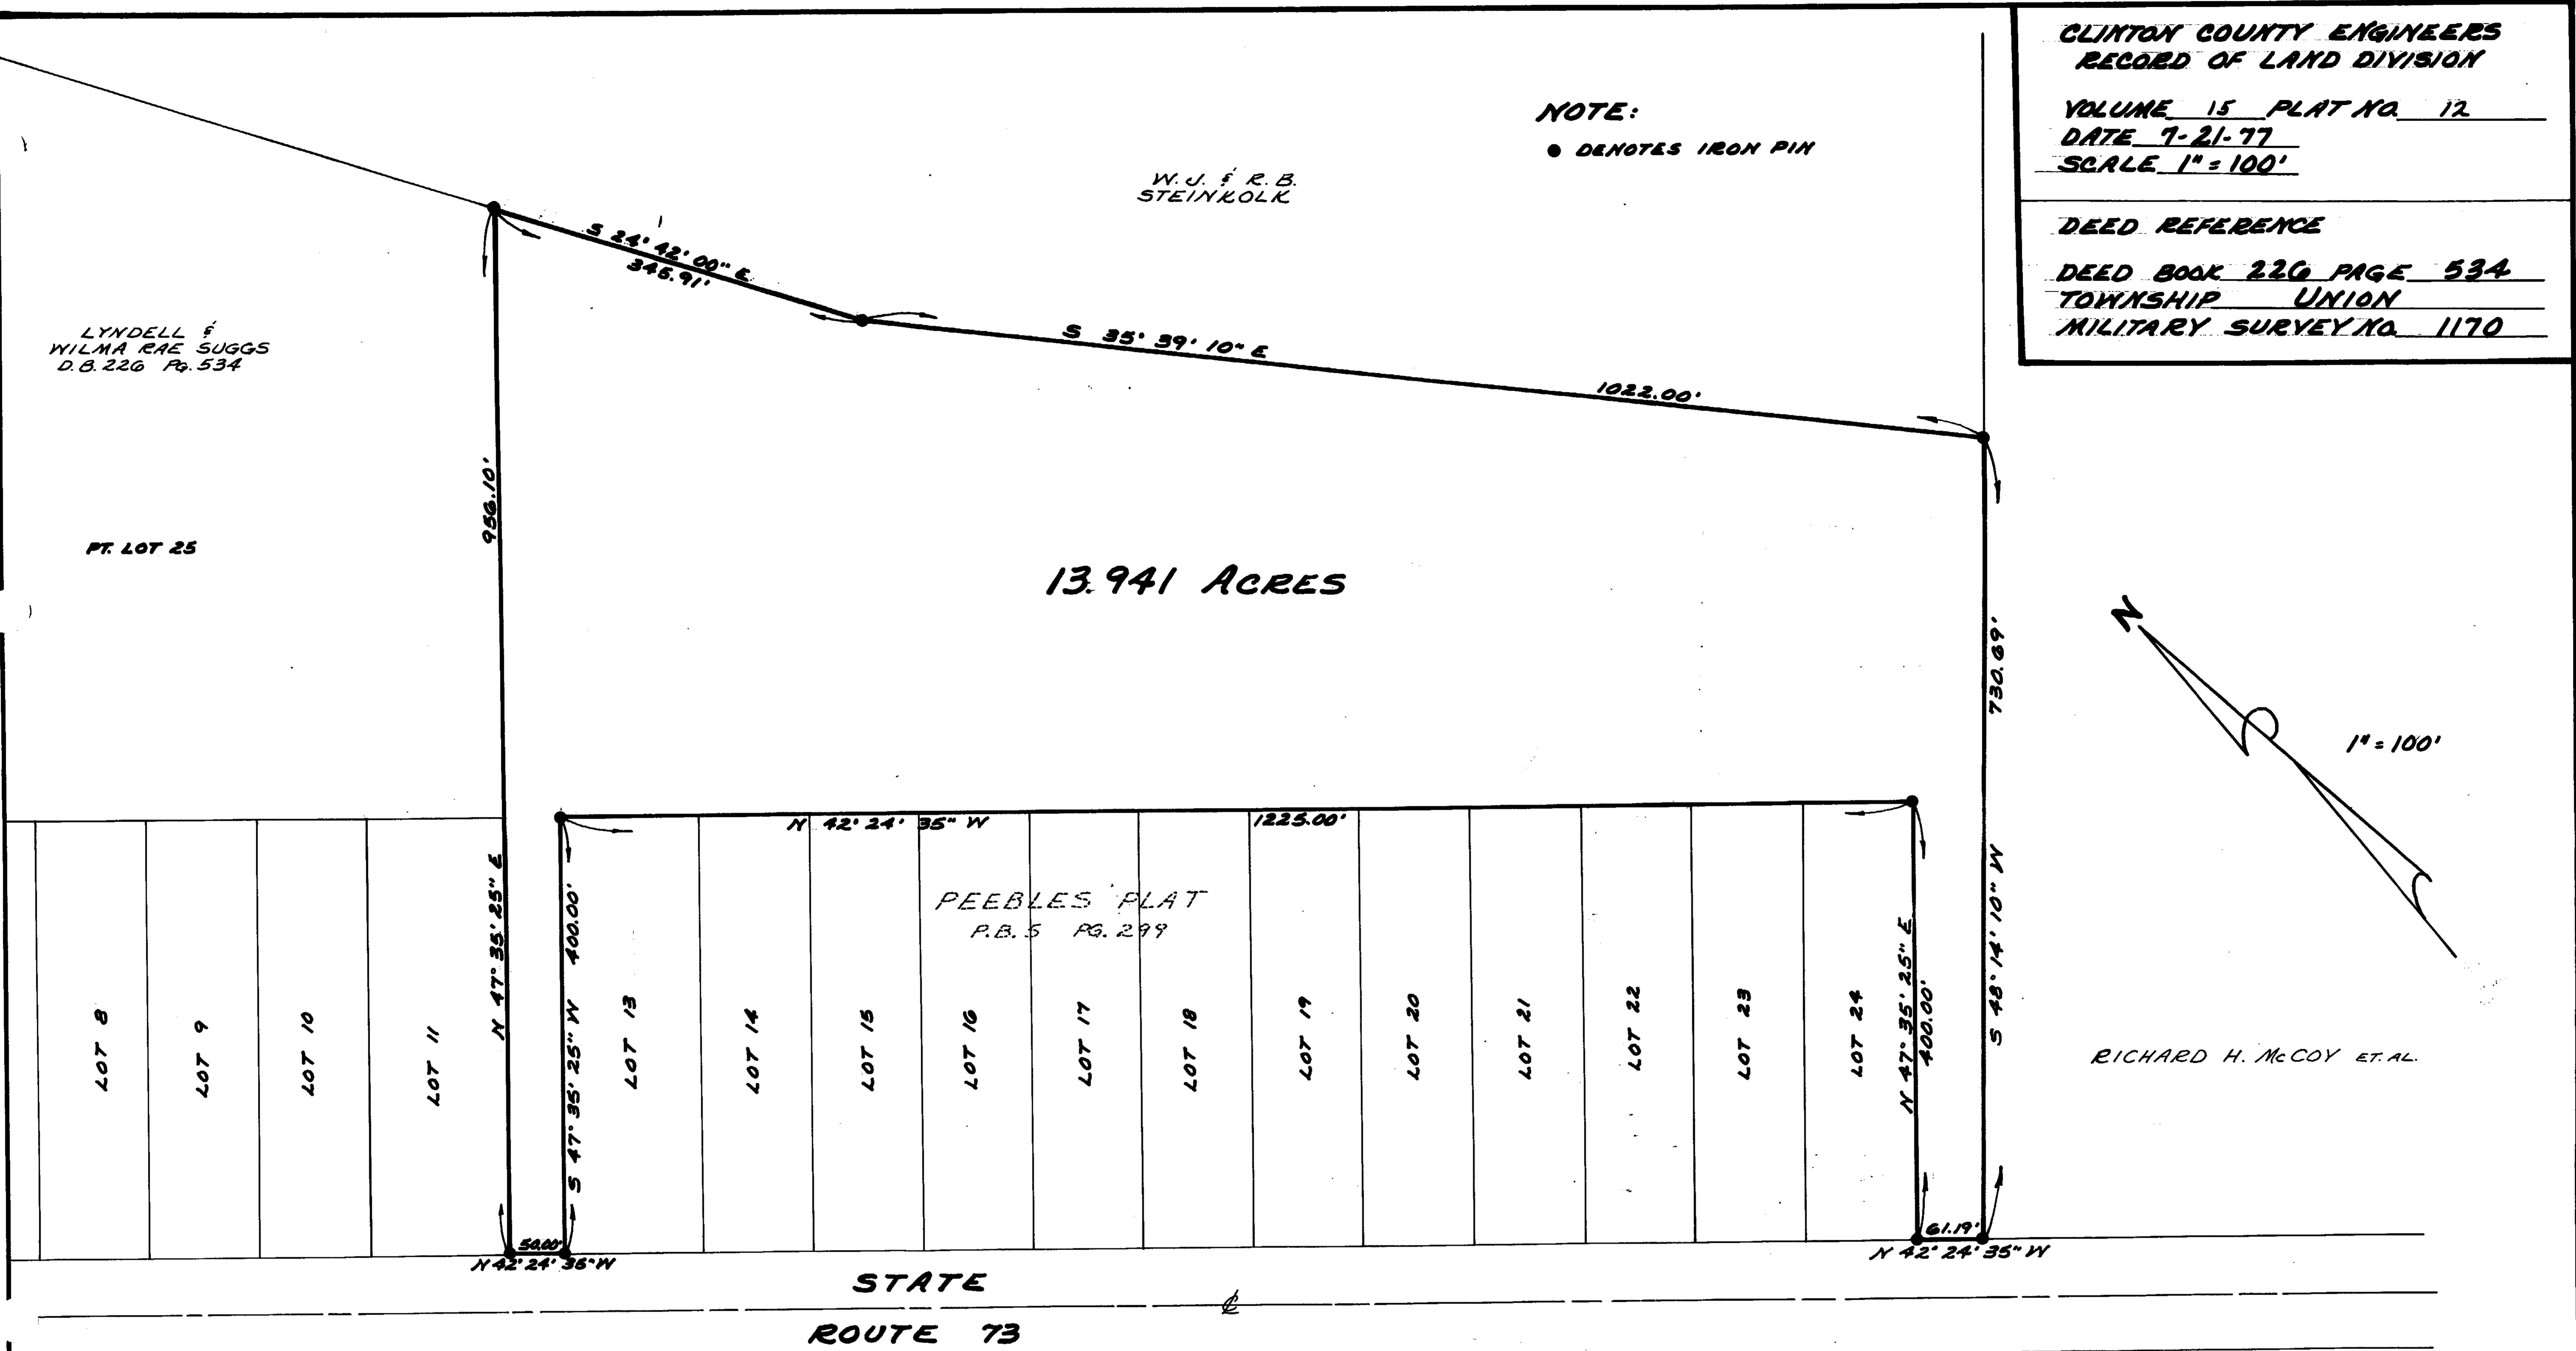 CLINTON COUNTY ENGINEERS
RECORD OF LAND DIVISION
VOLUME 15 PLAT NO. 12
DATE 7-21-77
SCALE 1" = 100'
DEED REFERENCE
DEED BOOK 226 PAGE 534
TOWNSHIP UNION
MILITARY SURVEY NO. 1170
NOTE:
● DENOTES IRON PIN
W. J. & R. B.
STEINKOLK
S 24° 42' 00" E
345.91'
S 35° 39' 10" E
1022.00'
LYNDELL &
WILMA RAE SUGGS
D.B. 226 PG. 534
PT. LOT 25
956.10'
N 47° 35' 25" E
13.941 ACRES
730.69'
S 48° 14' 10" W
N
1" = 100'
N 42° 24' 35" W
1225.00'
400.00'
S 47° 35' 25" W
PEEBLES PLAT
P.B. 5 PG. 299
N 47° 35' 25" E
400.00'
LOT 8
LOT 9
LOT 10
LOT 11
LOT 13
LOT 14
LOT 15
LOT 16
LOT 17
LOT 18
LOT 19
LOT 20
LOT 21
LOT 22
LOT 23
LOT 24
RICHARD H. McCOY ET. AL.
50.00'
N 42° 24' 35" W
61.19'
N 42° 24' 35" W
STATE
℄
ROUTE 73